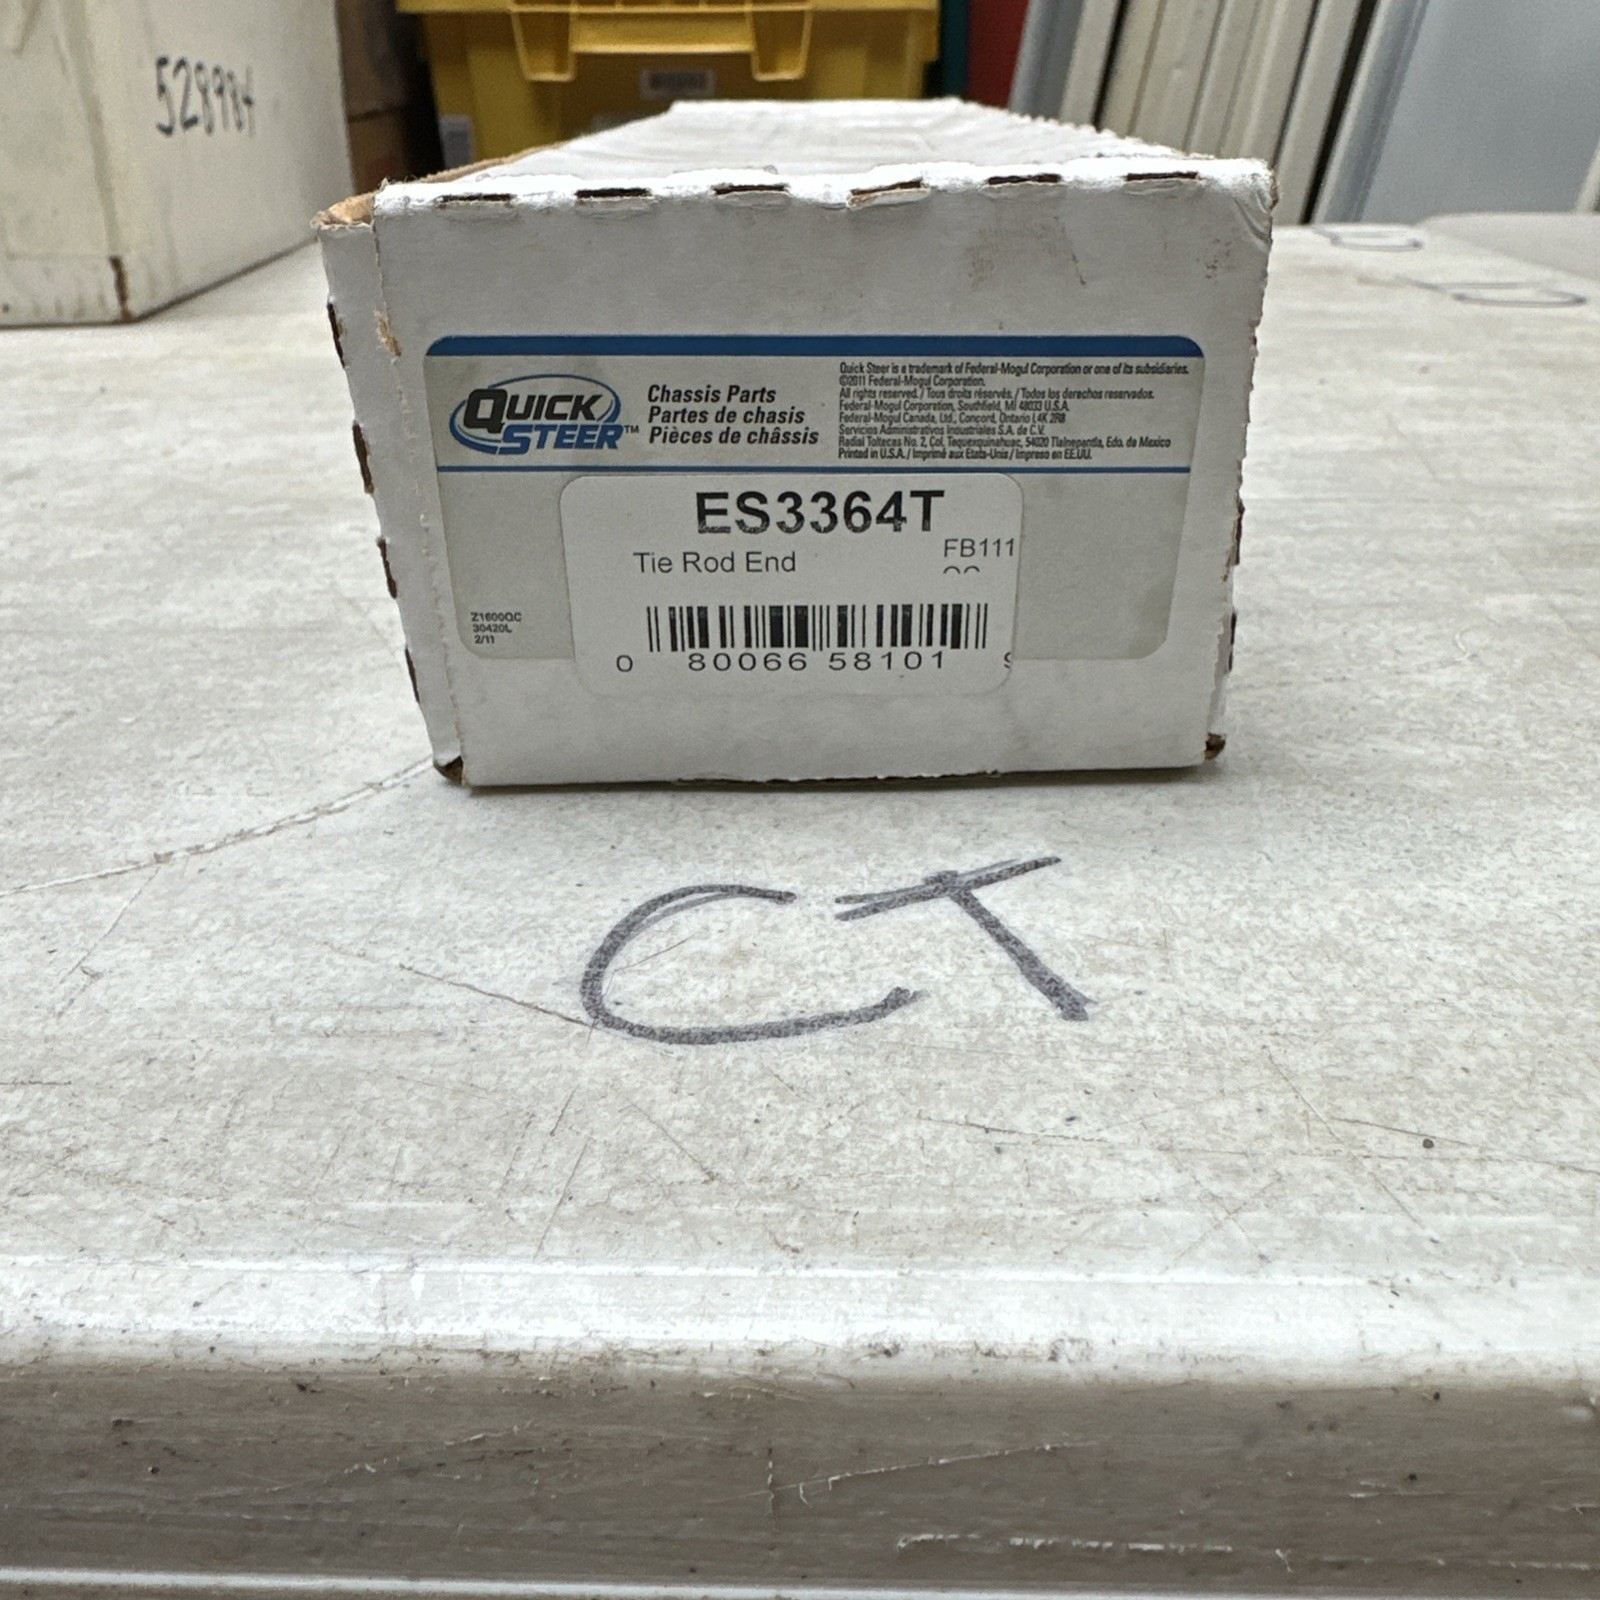 528984
QUICK
STEER™
Chassis Parts
Partes de chasis
Pièces de châssis
Quick Steer is a trademark of Federal-Mogul Corporation or one of its subsidiaries.
©2011 Federal-Mogul Corporation.
All rights reserved. / Tous droits réservés. / Todos los derechos reservados.
Federal-Mogul Corporation, Southfield, MI 48033 U.S.A.
Federal-Mogul Canada, Ltd., Concord, Ontario L4K 2R8
Servicios Administrativos Industriales S.A. de C.V.
Radial Toltecas No. 2, Col, Tequexquinahuac, 54020 Tlalnepantla, Edo. de Mexico
Printed in U.S.A. / Imprimé aux Etats-Unis / Impreso en EE.UU.
ES3364T
Tie Rod End
FB111
Z1600QC
30420L
2/11
0 80066 58101 9
CT